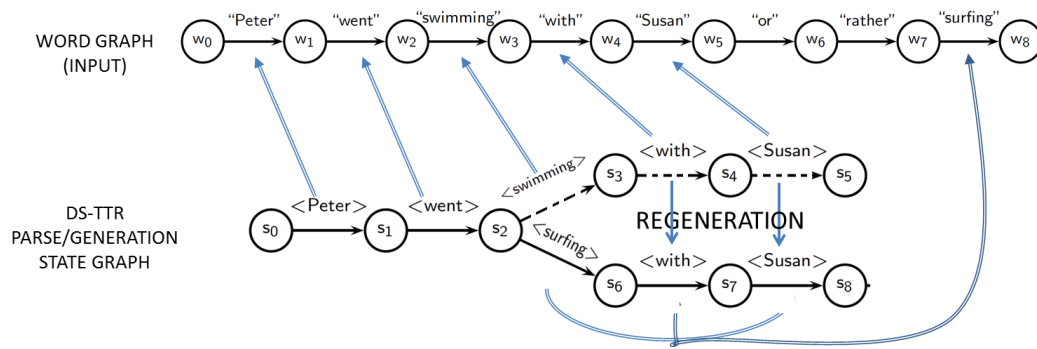 "Peter" "went" "swimming" "with" "Susan" "or" "rather" "surfing"
WORD GRAPH
(INPUT)
w0 w1 w2 w3 w4 w5 w6 w7 w8
<swimming> <with> <Susan>
s3 s4 s5
<Peter> <went>
REGENERATION
DS-TTR
PARSE/GENERATION
STATE GRAPH
s0 s1 s2
<surfing> <with> <Susan>
s6 s7 s8